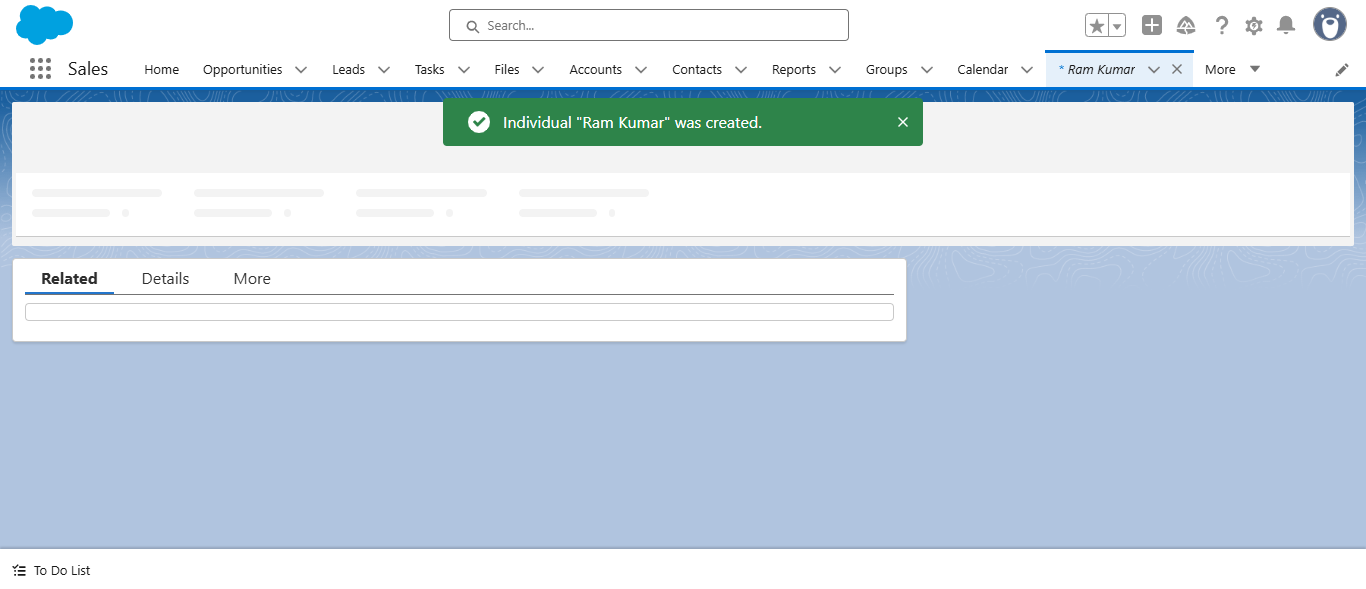 Search...
Sales
Home
Opportunities
Leads
Tasks
Files
Accounts
Contacts
Reports
Groups
Calendar
* Ram Kumar
More
Individual "Ram Kumar" was created.
Related
Details
More
To Do List